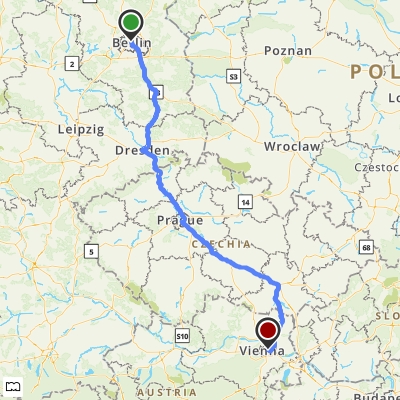 Berlin
Poznan
2
S3
POL
Lo
Leipzig
Dresden
Wroclaw
Czestoc
14
Prague
CZECHIA
68
5
SLO
S10
Vienna
AUSTRIA
Budape